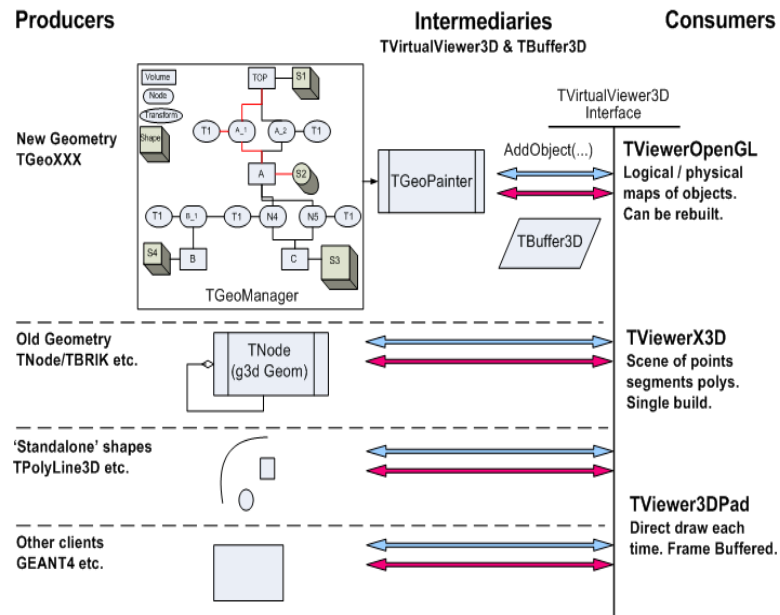 Producers
Intermediaries
Consumers
TVirtualViewer3D & TBuffer3D
Volume
Node
Transform
Shape
TOP
S1
T1
A_1
A_2
T1
A
S2
T1
B_1
T1
N4
N5
T1
S4
B
C
S3
TGeoManager
New Geometry
TGeoXXX
TGeoPainter
TVirtualViewer3D
Interface
AddObject(...)
TBuffer3D
TViewerOpenGL
Logical / physical
maps of objects.
Can be rebuilt.
Old Geometry
TNode/TBRIK etc.
TNode
(g3d Geom)
TViewerX3D
Scene of points
segments polys.
Single build.
‘Standalone’ shapes
TPolyLine3D etc.
TViewer3DPad
Direct draw each
time. Frame Buffered.
Other clients
GEANT4 etc.